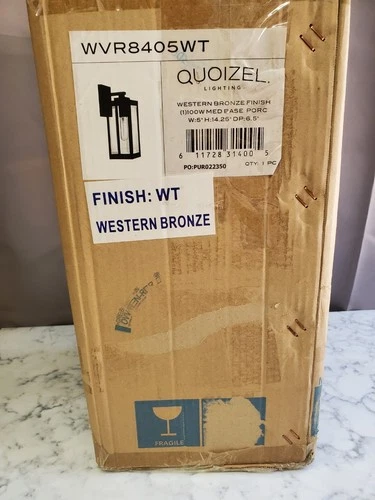 WVR8405WT
QUOIZEL.
LIGHTING
WESTERN BRONZE FINISH
(1)100W MED BASE PORC
W:5" H:14.25" DP:6.5"
6 11728 31400 5
PO:PUR022350 QTY: 1 PC
FINISH: WT
WESTERN BRONZE
FRAGILE